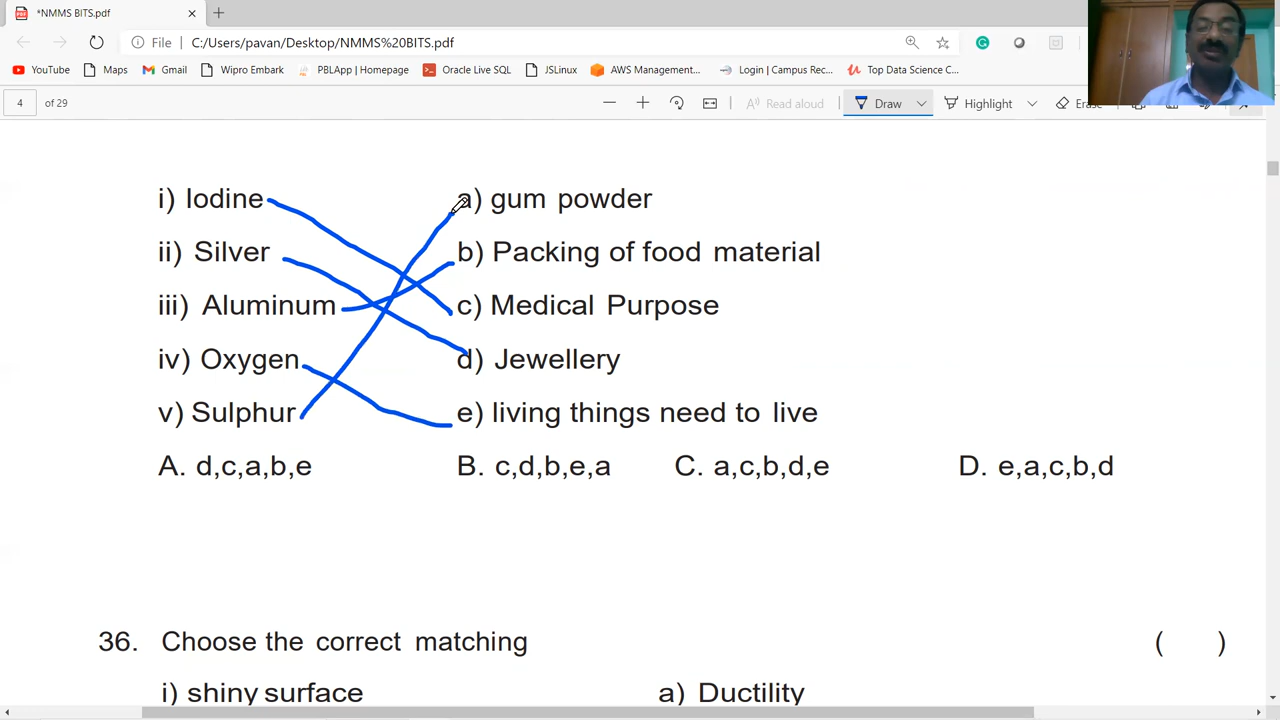 *NMMS BITS.pdf
File C:/Users/pavan/Desktop/NMMS%20BITS.pdf
YouTube Maps Gmail Wipro Embark PBLApp | Homepage Oracle Live SQL JSLinux AWS Management... Login | Campus Rec... Top Data Science C...
4 of 29 Read aloud Draw Highlight Erase
i) Iodine a) gum powder
ii) Silver b) Packing of food material
iii) Aluminum c) Medical Purpose
iv) Oxygen d) Jewellery
v) Sulphur e) living things need to live
A. d,c,a,b,e B. c,d,b,e,a C. a,c,b,d,e D. e,a,c,b,d
36. Choose the correct matching ( )
i) shiny surface a) Ductility